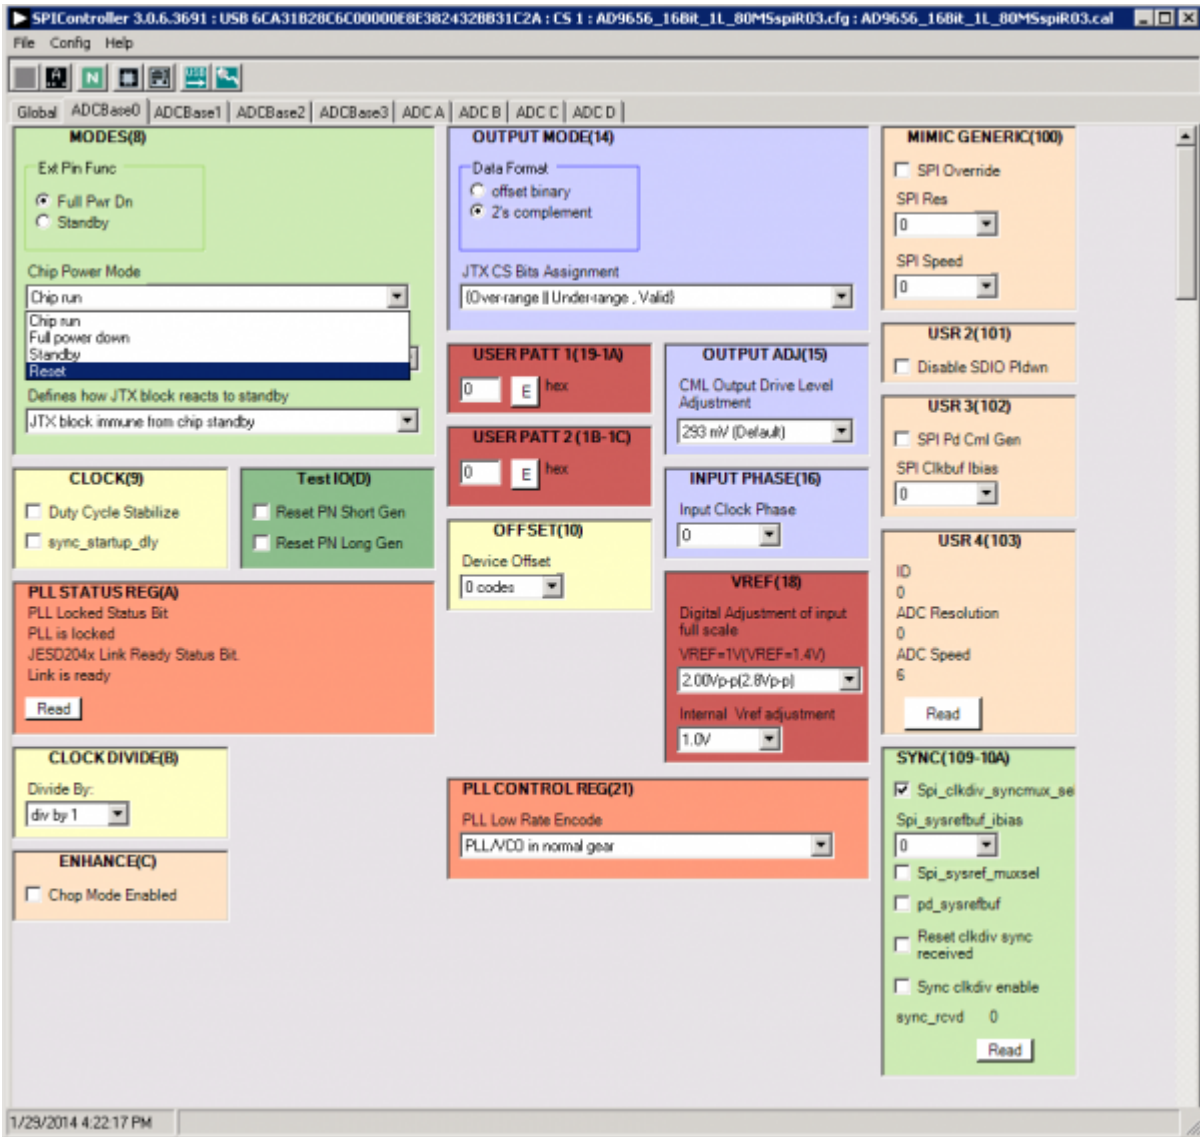 SPIController 3.0.6.3691 : USB 6CA31B28C6C00000E8E382432BB31C2A : CS 1 : AD9656_16Bit_1L_80MSspiR03.cfg : AD9656_16Bit_1L_80MSspiR03.cal
File Config Help
Global ADCBase0 ADCBase1 ADCBase2 ADCBase3 ADC A ADC B ADC C ADC D
MODES(8)
Ext Pin Func
Full Pwr Dn
Standby
Chip Power Mode
Chip run
Chip run
Full power down
Standby
Reset
Defines how JTX block reacts to standby
JTX block immune from chip standby
CLOCK(9)
Duty Cycle Stabilize
sync_startup_dly
Test IO(D)
Reset PN Short Gen
Reset PN Long Gen
PLL STATUS REG(A)
PLL Locked Status Bit
PLL is locked
JESD204x Link Ready Status Bit.
Link is ready
Read
CLOCK DIVIDE(B)
Divide By:
div by 1
ENHANCE(C)
Chop Mode Enabled
OUTPUT MODE(14)
Data Format
offset binary
2's complement
JTX CS Bits Assignment
{Over-range || Under-range , Valid}
USER PATT 1(19-1A)
0 E hex
USER PATT 2 (1B-1C)
0 E hex
OFFSET(10)
Device Offset
0 codes
OUTPUT ADJ(15)
CML Output Drive Level
Adjustment
293 mV (Default)
INPUT PHASE(16)
Input Clock Phase
0
VREF(18)
Digital Adjustment of input
full scale
VREF=1V(VREF=1.4V)
2.00Vp-p(2.8Vp-p)
Internal Vref adjustment
1.0V
PLL CONTROL REG(21)
PLL Low Rate Encode
PLL/VCO in normal gear
MIMIC GENERIC(100)
SPI Override
SPI Res
0
SPI Speed
0
USR 2(101)
Disable SDIO Pldwn
USR 3(102)
SPI Pd Cml Gen
SPI Clkbuf Ibias
0
USR 4(103)
ID
0
ADC Resolution
0
ADC Speed
6
Read
SYNC(109-10A)
Spi_clkdiv_syncmux_se
Spi_sysrefbuf_ibias
0
Spi_sysref_muxsel
pd_sysrefbuf
Reset clkdiv sync
received
Sync clkdiv enable
sync_rcvd 0
Read
1/29/2014 4:22:17 PM